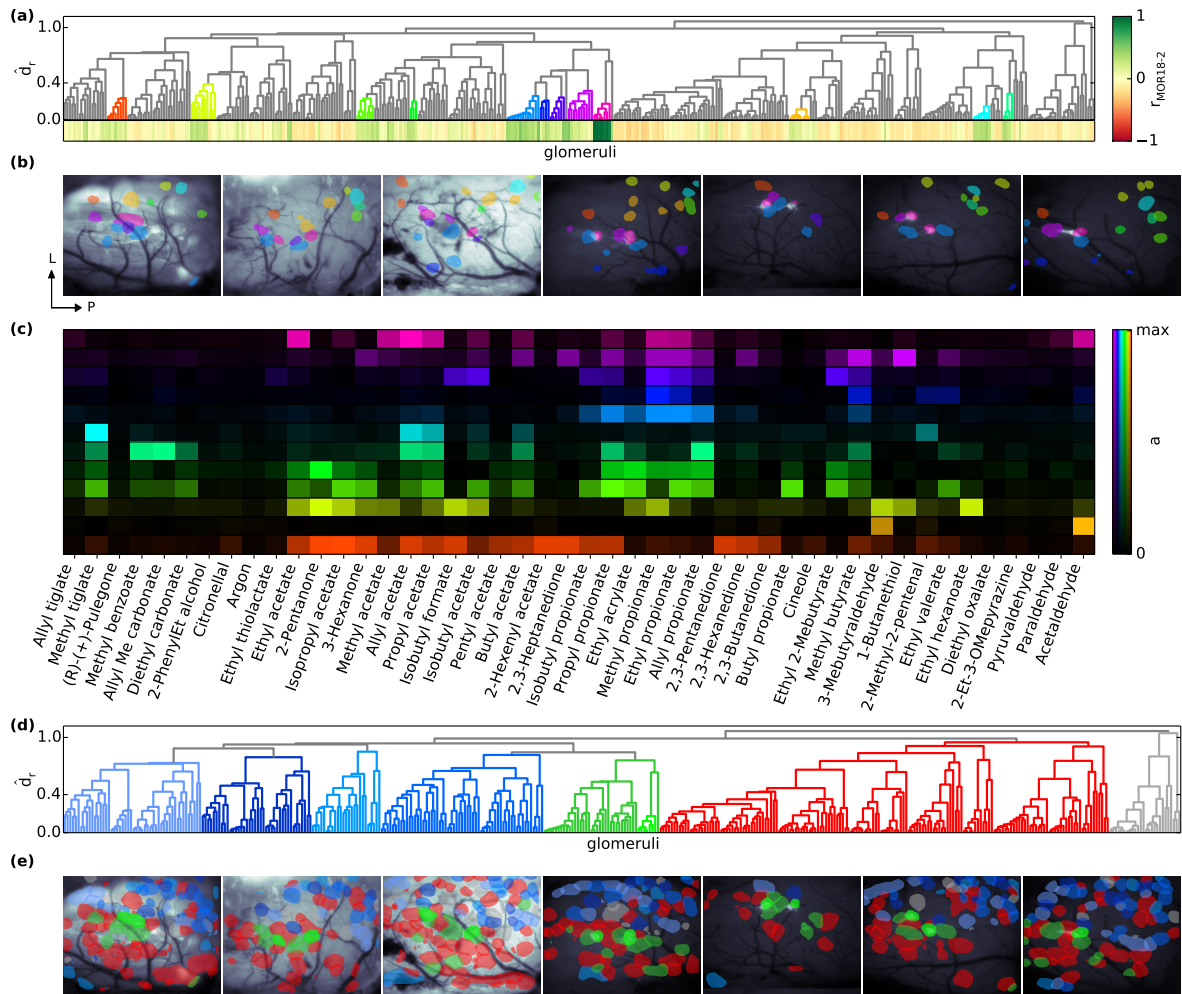 (a)
1.0
0.4
0.0
d̂r
glomeruli
1
0
−1
rMOR18-2
(b)
L
P
(c)
max
a
0
Allyl tiglate
Methyl tiglate
(R)-(+)-Pulegone
Methyl benzoate
Allyl Me carbonate
Diethyl carbonate
2-PhenylEt alcohol
Citronellal
Argon
Ethyl thiolactate
Ethyl acetate
2-Pentanone
Isopropyl acetate
3-Hexanone
Methyl acetate
Allyl acetate
Propyl acetate
Isobutyl formate
Isobutyl acetate
Pentyl acetate
Butyl acetate
2-Hexenyl acetate
2,3-Heptanedione
Isobutyl propionate
Propyl propionate
Ethyl acrylate
Methyl propionate
Ethyl propionate
Allyl propionate
2,3-Pentanedione
2,3-Hexanedione
2,3-Butanedione
Butyl propionate
Cineole
Ethyl 2-Mebutyrate
Methyl butyrate
3-Mebutyraldehyde
1-Butanethiol
2-Methyl-2-pentenal
Ethyl valerate
Ethyl hexanoate
Diethyl oxalate
2-Et-3-OMepyrazine
Pyruvaldehyde
Paraldehyde
Acetaldehyde
(d)
1.0
0.4
0.0
d̂r
glomeruli
(e)